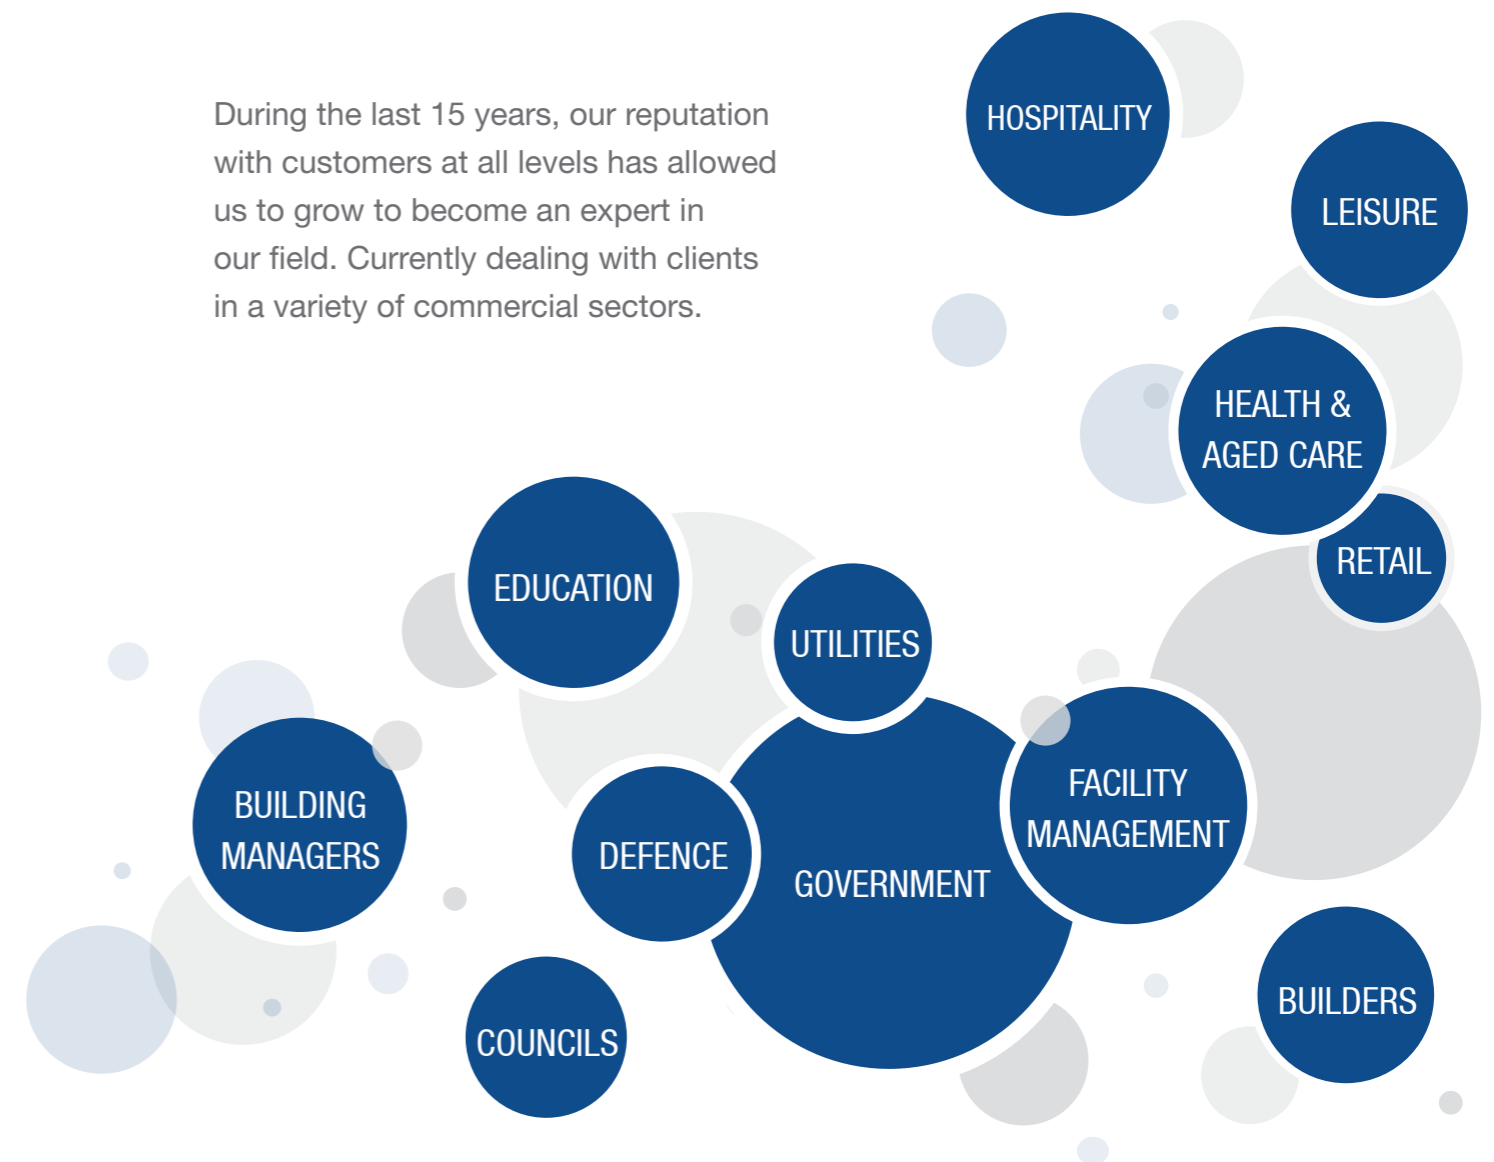 During the last 15 years, our reputation
with customers at all levels has allowed
us to grow to become an expert in
our field. Currently dealing with clients
in a variety of commercial sectors.
HOSPITALITY
LEISURE
HEALTH &
AGED CARE
RETAIL
EDUCATION
UTILITIES
BUILDING
MANAGERS
DEFENCE
GOVERNMENT
FACILITY
MANAGEMENT
COUNCILS
BUILDERS